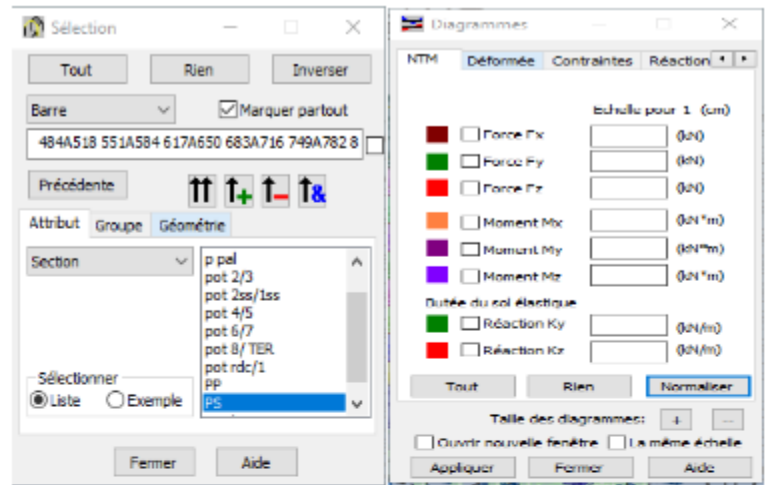 Sélection
Tout Rien Inverser
Barre Marquer partout
484A518 551A584 617A650 683A716 749A782 8
Précédente
Attribut Groupe Géométrie
Section
p pal
pot 2/3
pot 2ss/1ss
pot 4/5
pot 6/7
pot 8/ TER
pot rdc/1
PP
PS
Sélectionner
Liste Exemple
Fermer Aide
Diagrammes
NTM Déformée Contraintes Réaction
Echelle pour 1 (cm)
Force Fx (kN)
Force Fy (kN)
Force Fz (kN)
Moment Mx (kN*m)
Moment My (kN*m)
Moment Mz (kN*m)
Butée du sol élastique
Réaction Ky (kN/m)
Réaction Kz (kN/m)
Tout Rien Normaliser
Taille des diagrammes: + --
Ouvrir nouvelle fenêtre La même échelle
Appliquer Fermer Aide